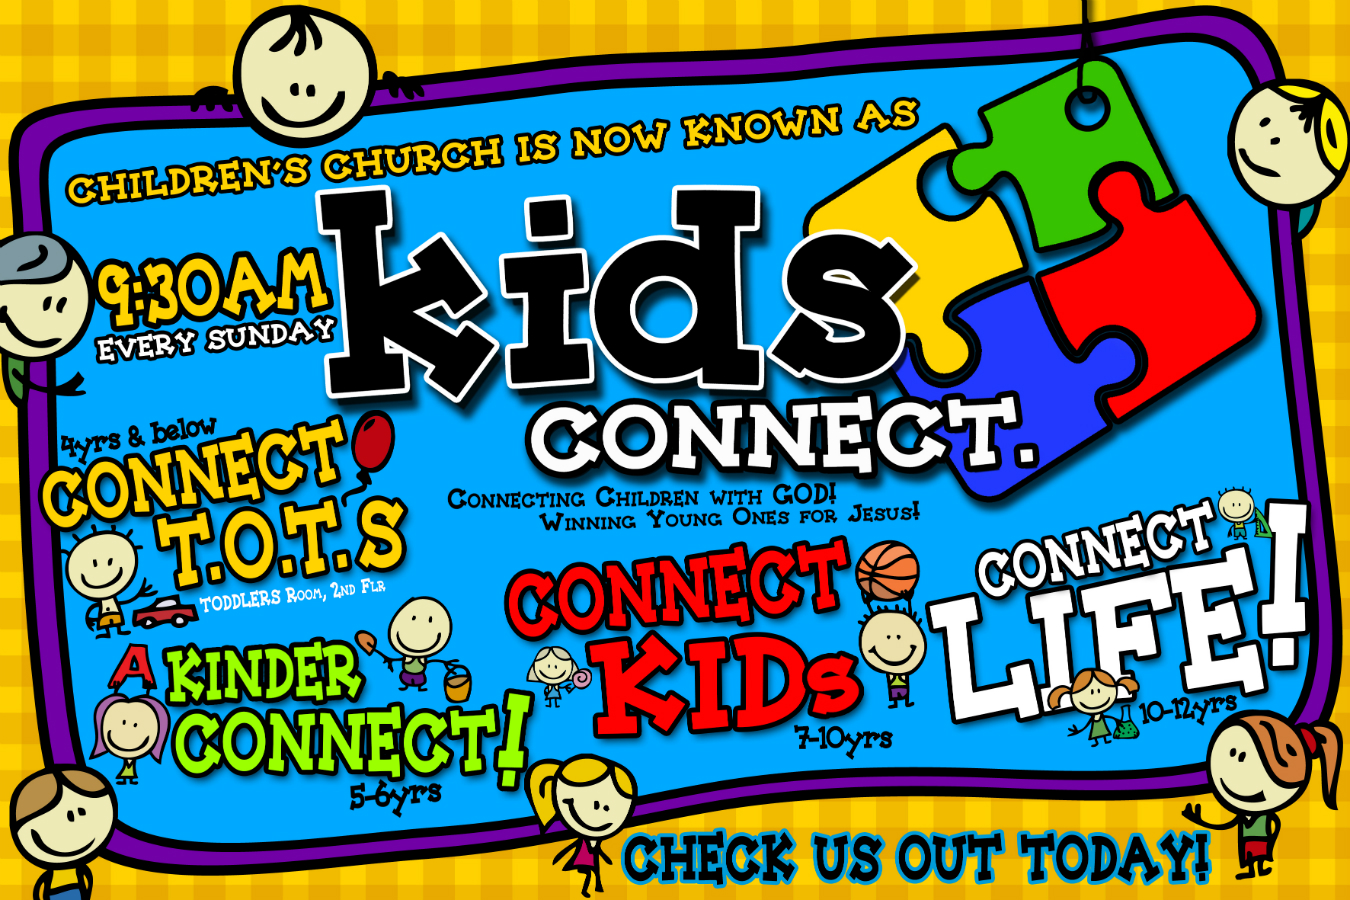 CHILDREN'S CHURCH IS NOW KNOWN AS
kids
CONNECT.
9:30AM
EVERY SUNDAY
CONNECTING CHILDREN WITH GOD!
WINNING YOUNG ONES FOR JESUS!
4yrs & below
CONNECT
T.O.T.S
TODDLERS ROOM, 2ND FLR
A KINDER
CONNECT!
5-6yrs
CONNECT
KIDs
7-10yrs
CONNECT
LIFE!
10-12yrs
CHECK US OUT TODAY!